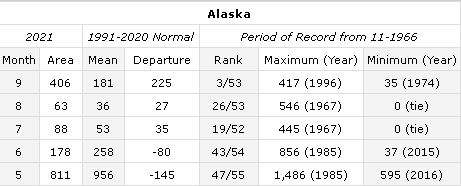 Alaska
2021 1991-2020 Normal Period of Record from 11-1966
Month Area Mean Departure Rank Maximum (Year) Minimum (Year)
9 406 181 225 3/53 417 (1996) 35 (1974)
8 63 36 27 26/53 546 (1967) 0 (tie)
7 88 53 35 19/52 445 (1967) 0 (tie)
6 178 258 -80 43/54 856 (1985) 37 (2015)
5 811 956 -145 47/55 1,486 (1985) 595 (2016)